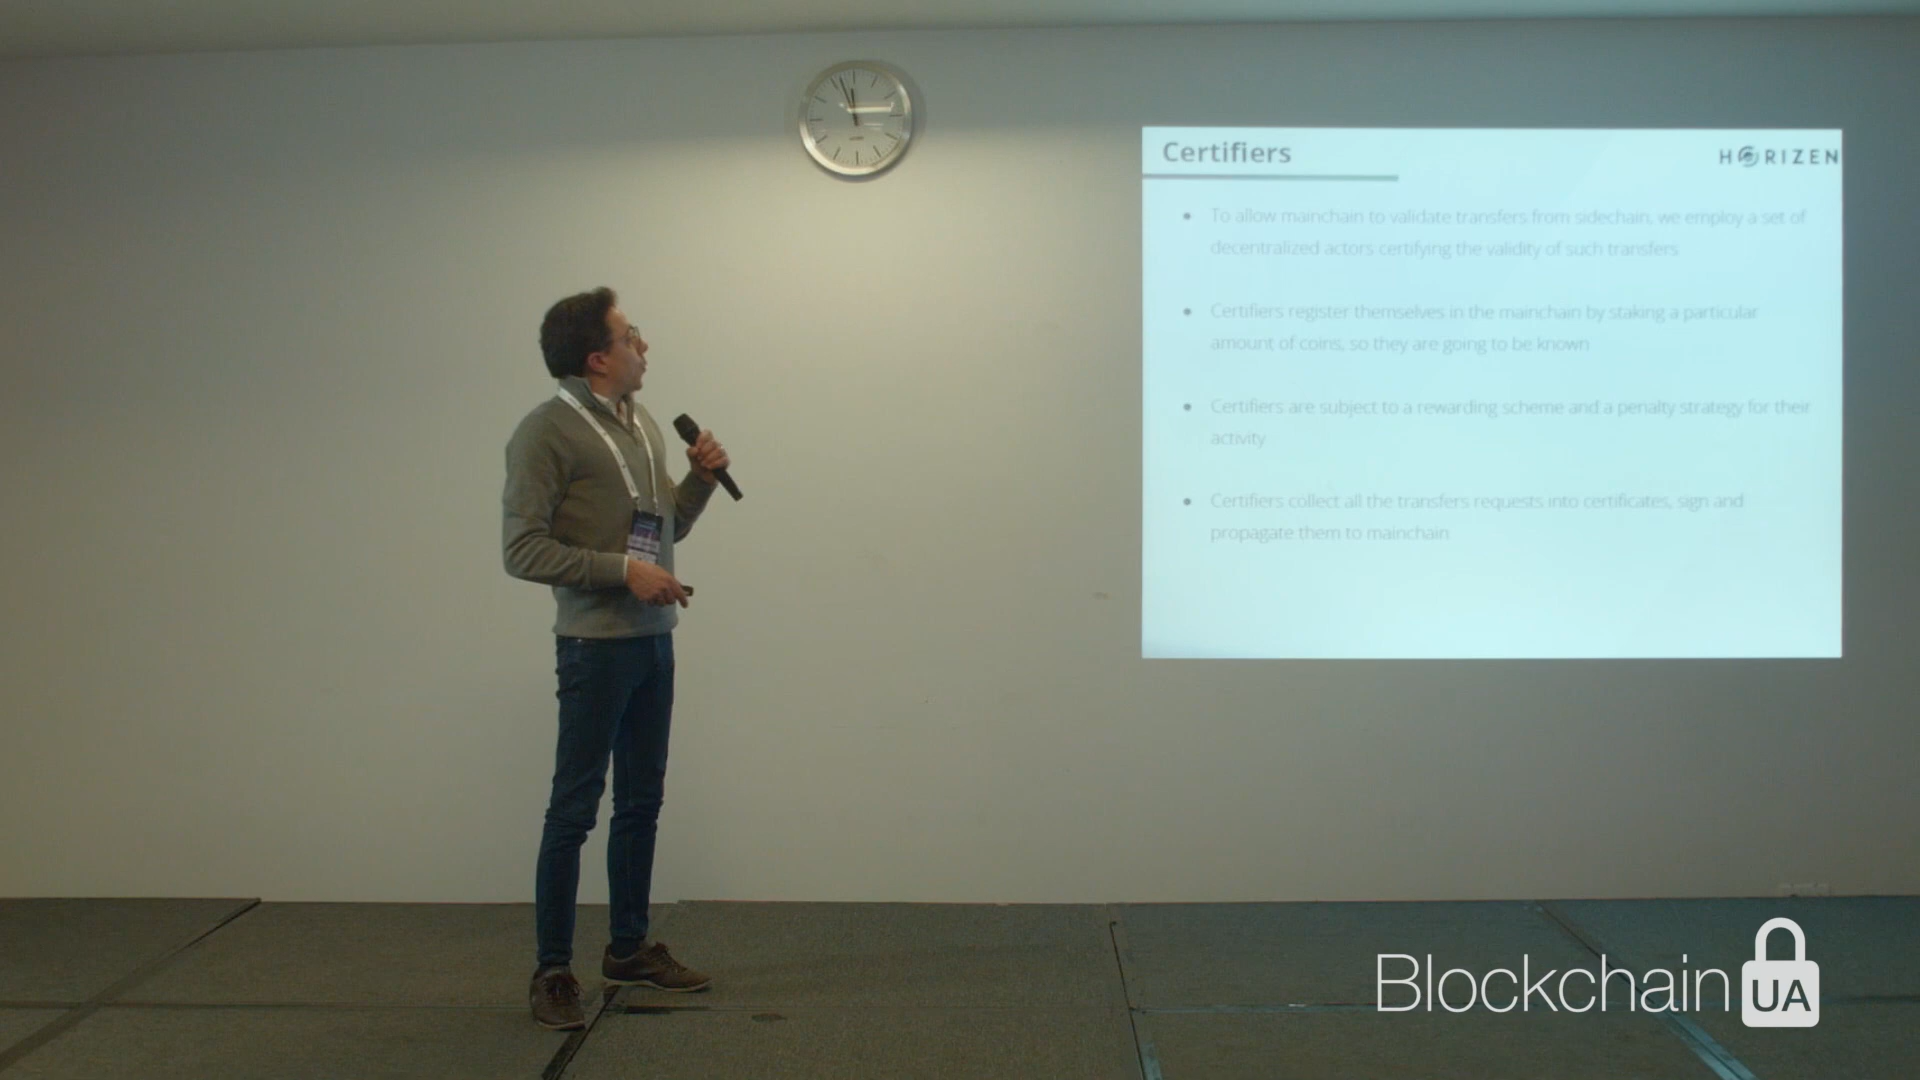 Certifiers
HORIZEN
• To allow mainchain to validate transfers from sidechain, we employ a set of
decentralized actors certifying the validity of such transfers
• Certifiers register themselves in the mainchain by staking a particular
amount of coins, so they are going to be known
• Certifiers are subject to a rewarding scheme and a penalty strategy for their
activity
• Certifiers collect all the transfers requests into certificates, sign and
propagate them to mainchain
Blockchain UA